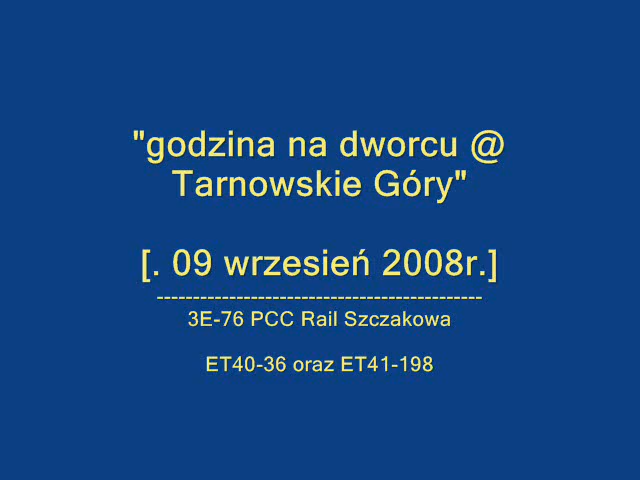 "godzina na dworcu @
Tarnowskie Góry"
[. 09 wrzesień 2008r.]
---------------------------------------------
3E-76 PCC Rail Szczakowa
ET40-36 oraz ET41-198